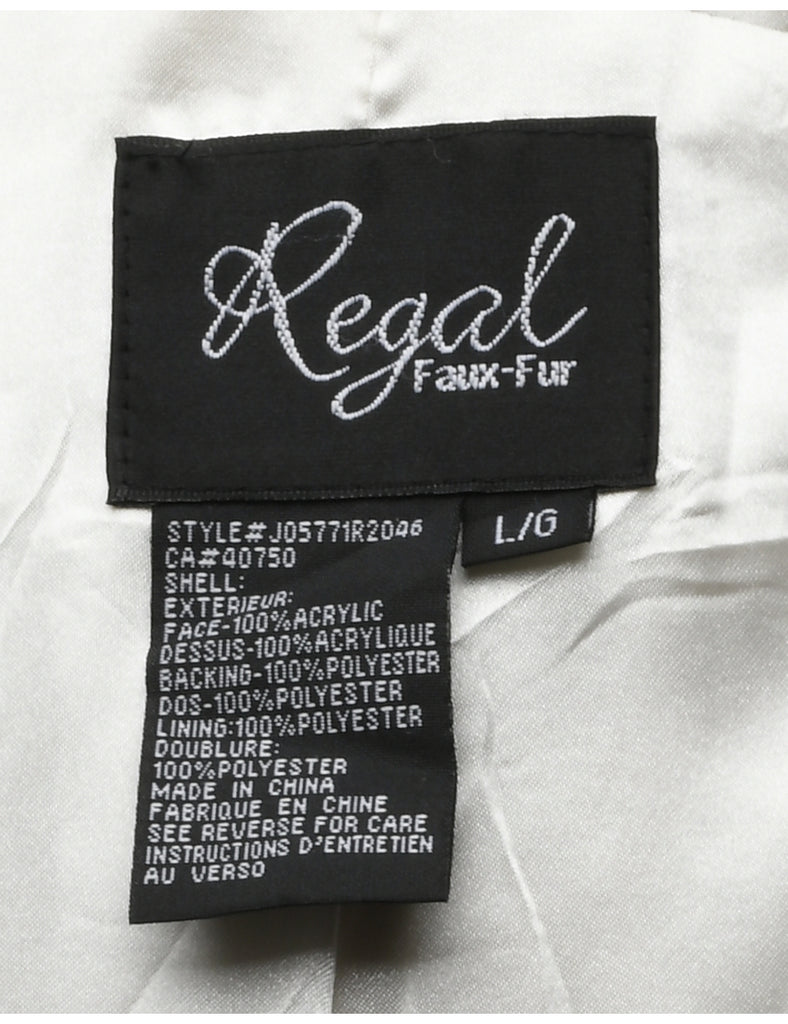 Regal
Faux-Fur
L/G
STYLE#J05771R2046
CA#40750
SHELL:
EXTERIEUR:
FACE-100%ACRYLIC
DESSUS-100%ACRYLIQUE
BACKING-100%POLYESTER
DOS-100%POLYESTER
LINING:100%POLYESTER
DOUBLURE:
100%POLYESTER
MADE IN CHINA
FABRIQUE EN CHINE
SEE REVERSE FOR CARE
INSTRUCTIONS D'ENTRETIEN
AU VERSO